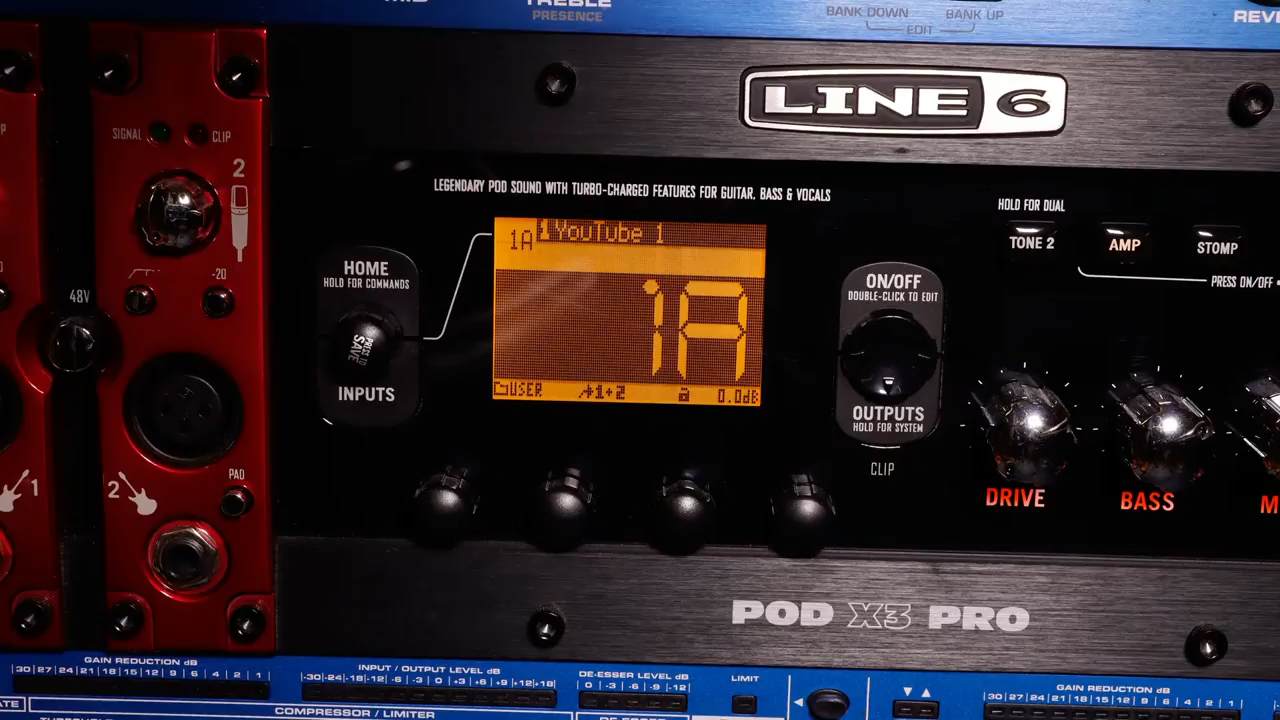 TREBLE
PRESENCE
BANK DOWN
BANK UP
EDIT
LINE 6
SIGNAL
CLIP
2
LEGENDARY POD SOUND WITH TURBO-CHARGED FEATURES FOR GUITAR, BASS & VOCALS
HOLD FOR DUAL
TONE 2
AMP
STOMP
PRESS ON/OFF
1A
1 YouTube 1
1A
USER
1+2
0.0dB
HOME
HOLD FOR COMMANDS
PRESS TO
SAVE
INPUTS
ON/OFF
DOUBLE-CLICK TO EDIT
OUTPUTS
HOLD FOR SYSTEM
CLIP
-20
48V
PAD
1
2
DRIVE
BASS
POD X3 PRO
GAIN REDUCTION dB
30 27 24 21 18 15 12 9 6 4 2 1
INPUT / OUTPUT LEVEL dB
-30 -24 -18 -12 -6 -3 0 +3 +6 +9 +12 +18
DE-ESSER LEVEL dB
0 -3 -6 -9 -12
LIMIT
GAIN REDUCTION dB
30 27 24 21 18 15 12 9 6 4 2 1
COMPRESSOR / LIMITER